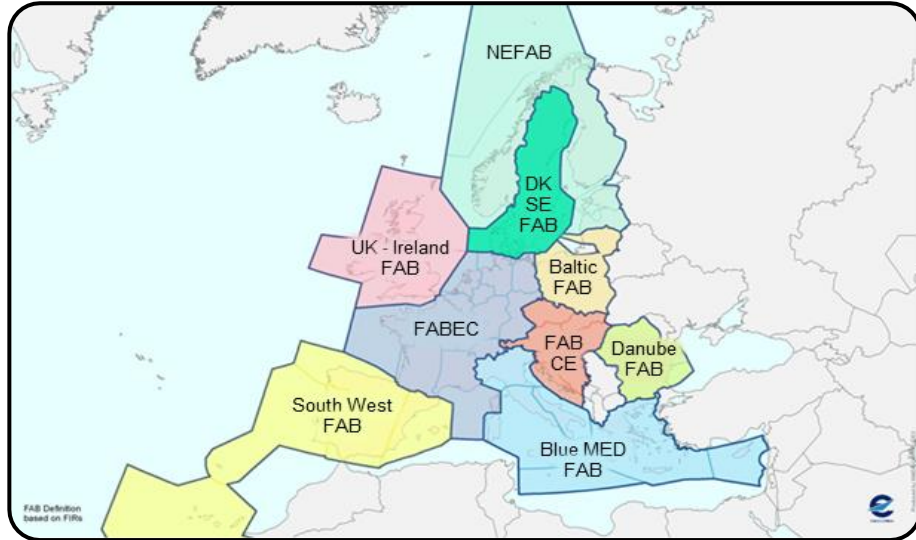 NEFAB
DK
SE
FAB
UK - Ireland
FAB
Baltic
FAB
FABEC
FAB
CE
Danube
FAB
South West
FAB
Blue MED
FAB
FAB Definition
based on FIRs